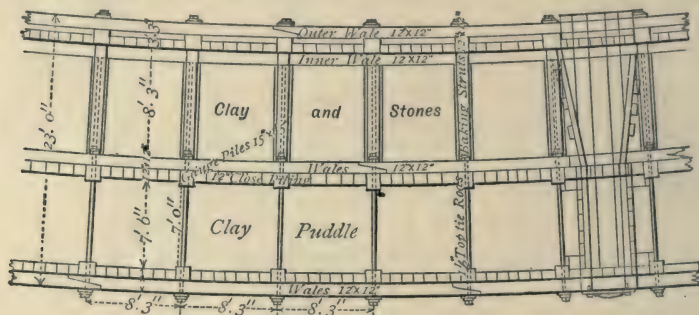 Outer Wale 12"x12"
Inner Wale 12"x12"
3'.3"
8'.3"
23'.0"
Clay and Stones
Raking Struts
Guide Piles 15"
Wales 12"x12"
12" Close Piling
7'.6"
7'.0"
Clay Puddle
Top tie Rods
Wales 12"x12"
8'.3" 8'.3" 8'.3"